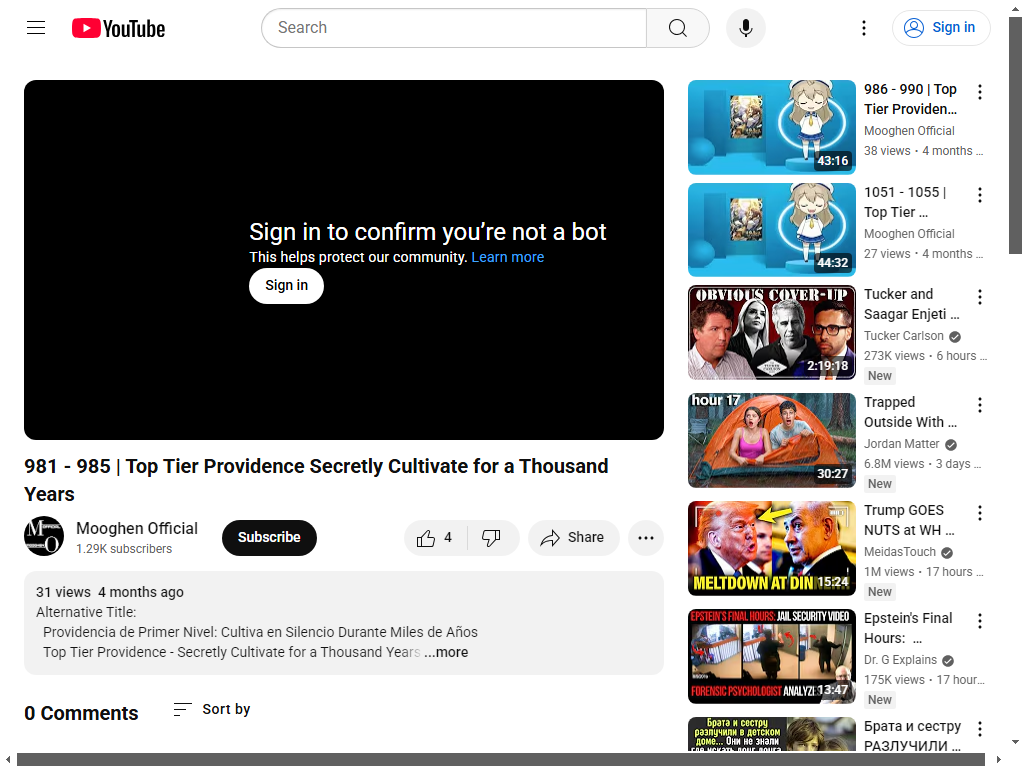 YouTube
Search
Sign in
Sign in to confirm you’re not a bot
This helps protect our community. Learn more
Sign in
981 - 985 | Top Tier Providence Secretly Cultivate for a Thousand
Years
Mooghen Official
1.29K subscribers
Subscribe
4
Share
31 views 4 months ago
Alternative Title:
Providencia de Primer Nivel: Cultiva en Silencio Durante Miles de Años
Top Tier Providence - Secretly Cultivate for a Thousand Years ...more
0 Comments
Sort by
43:16
986 - 990 | Top
Tier Providen…
Mooghen Official
38 views • 4 months …
44:32
1051 - 1055 |
Top Tier …
Mooghen Official
27 views • 4 months …
OBVIOUS COVER-UP
2:19:18
Tucker and
Saagar Enjeti …
Tucker Carlson
273K views • 6 hours …
New
hour 17
30:27
Trapped
Outside With …
Jordan Matter
6.8M views • 3 days …
New
MELTDOWN AT DIN
15:24
Trump GOES
NUTS at WH …
MeidasTouch
1M views • 17 hours …
New
EPSTEIN'S FINAL HOURS: JAIL SECURITY VIDEO
FORENSIC PSYCHOLOGIST ANALYZE
13:47
Epstein's Final
Hours: …
Dr. G Explains
175K views • 17 hour…
New
Брата и сестру
разлучили в детском
доме... Они не знали
Брата и сестру
РАЗЛУЧИЛИ …